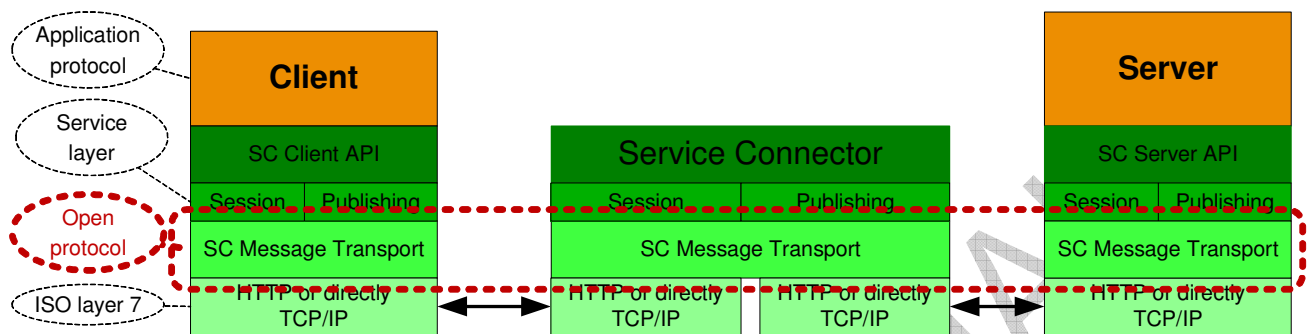 Application
protocol
Service
layer
Open
protocol
ISO layer 7
Client
SC Client API
Session
Publishing
SC Message Transport
HTTP or directly
TCP/IP
Service Connector
Session
Publishing
SC Message Transport
HTTP or directly
TCP/IP
HTTP or directly
TCP/IP
Server
SC Server API
Session
Publishing
SC Message Transport
HTTP or directly
TCP/IP